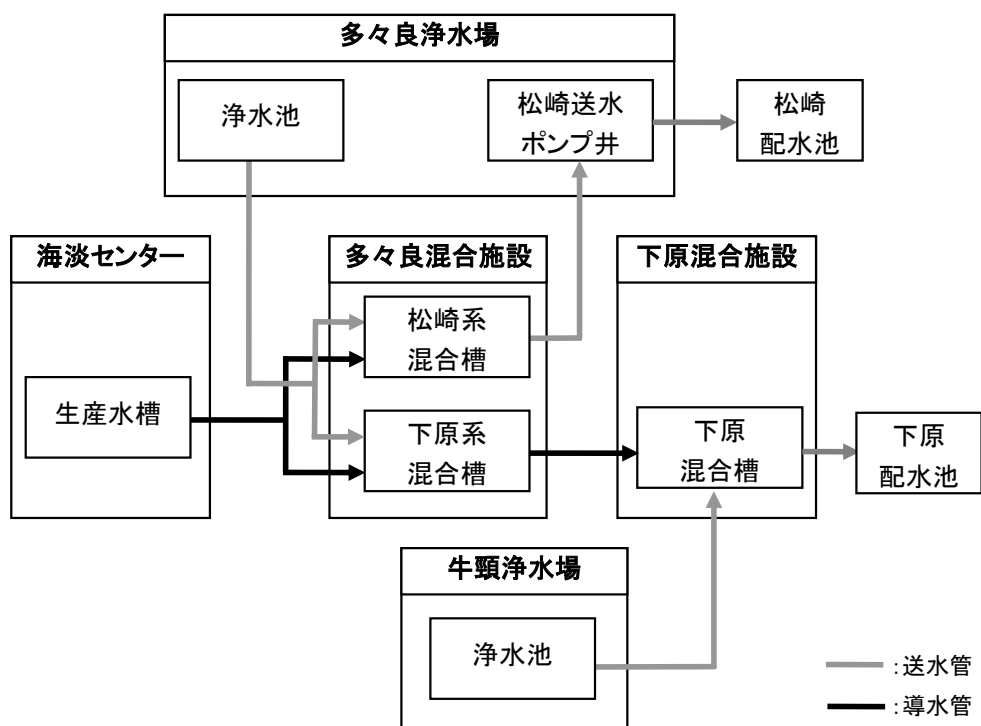 多々良浄水場
浄水池
松崎送水
ポンプ井
松崎
配水池
海淡センター
生産水槽
多々良混合施設
松崎系
混合槽
下原系
混合槽
下原混合施設
下原
混合槽
下原
配水池
牛頸浄水場
浄水池
:送水管
:導水管